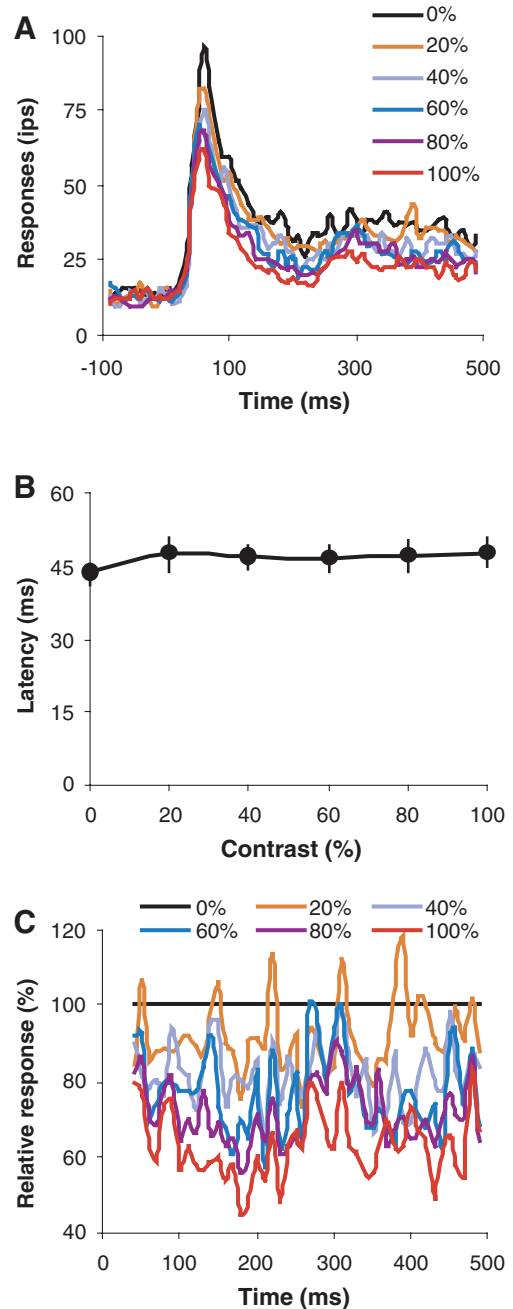 A
0%
20%
40%
60%
80%
100%
100
75
50
25
0
Responses (ips)
-100 100 300 500
Time (ms)
B
60
45
30
15
0
Latency (ms)
0 20 40 60 80 100
Contrast (%)
C
0% 20% 40%
60% 80% 100%
120
100
80
60
40
Relative response (%)
0 100 200 300 400 500
Time (ms)